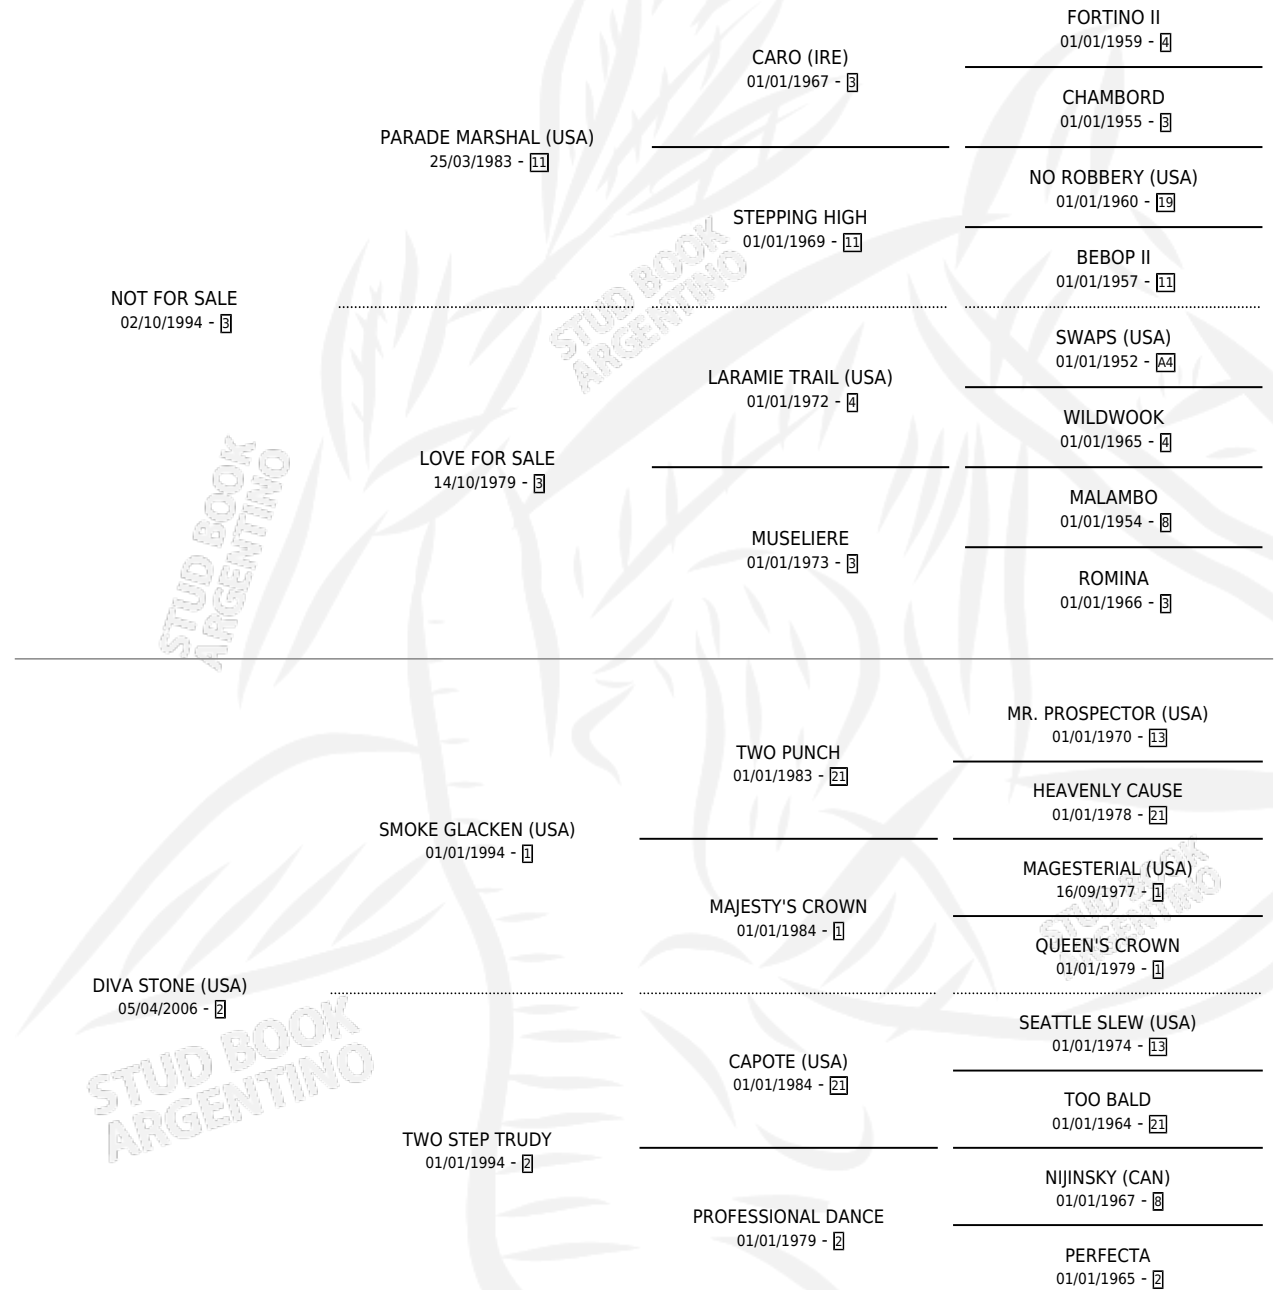 FORTINO II
01/01/1959 - 4
CARO (IRE)
01/01/1967 - 3
CHAMBORD
01/01/1955 - 3
PARADE MARSHAL (USA)
25/03/1983 - 11
NO ROBBERY (USA)
01/01/1960 - 19
STEPPING HIGH
01/01/1969 - 11
BEBOP II
01/01/1957 - 11
NOT FOR SALE
02/10/1994 - 3
STUD BOOK
ARGENTINO
SWAPS (USA)
01/01/1952 - A4
LARAMIE TRAIL (USA)
01/01/1972 - 4
WILDWOOK
01/01/1965 - 4
LOVE FOR SALE
14/10/1979 - 3
MALAMBO
01/01/1954 - 8
MUSELIERE
01/01/1973 - 3
ROMINA
01/01/1966 - 3
STUD BOOK
ARGENTINO
MR. PROSPECTOR (USA)
01/01/1970 - 13
TWO PUNCH
01/01/1983 - 21
HEAVENLY CAUSE
01/01/1978 - 21
SMOKE GLACKEN (USA)
01/01/1994 - 1
MAGESTERIAL (USA)
16/09/1977 - 1
MAJESTY'S CROWN
01/01/1984 - 1
QUEEN'S CROWN
01/01/1979 - 1
STUD BOOK
ARGENTINO
DIVA STONE (USA)
05/04/2006 - 2
SEATTLE SLEW (USA)
01/01/1974 - 13
CAPOTE (USA)
01/01/1984 - 21
TOO BALD
01/01/1964 - 21
STUD BOOK
ARGENTINO
TWO STEP TRUDY
01/01/1994 - 2
NIJINSKY (CAN)
01/01/1967 - 8
PROFESSIONAL DANCE
01/01/1979 - 2
PERFECTA
01/01/1965 - 2